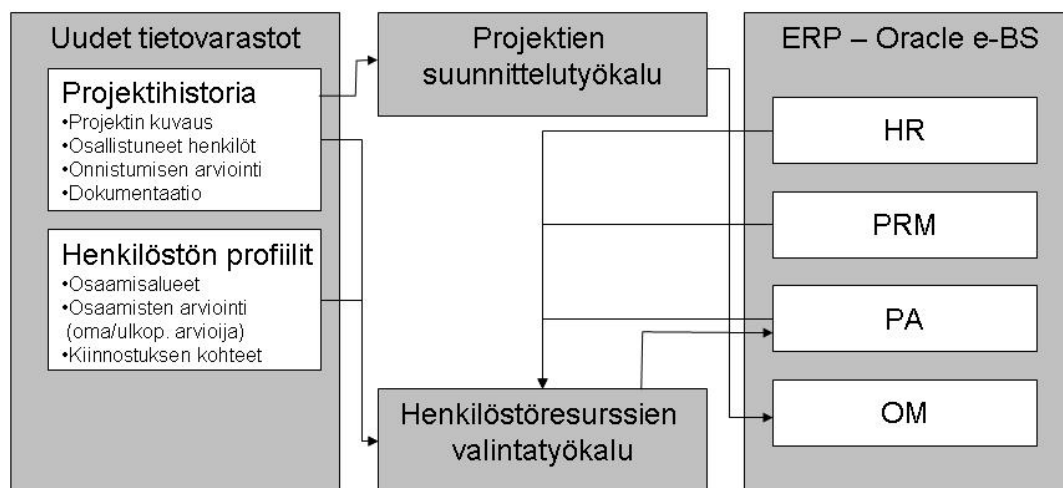 Uudet tietovarastot
Projektihistoria
•Projektin kuvaus
•Osallistuneet henkilöt
•Onnistumisen arviointi
•Dokumentaatio
Henkilöstön profiilit
•Osaamisalueet
•Osaamisten arviointi
(oma/ulkop. arvioija)
•Kiinnostuksen kohteet
Projektien
suunnittelutyökalu
Henkilöstöresurssien
valintatyökalu
ERP – Oracle e-BS
HR
PRM
PA
OM